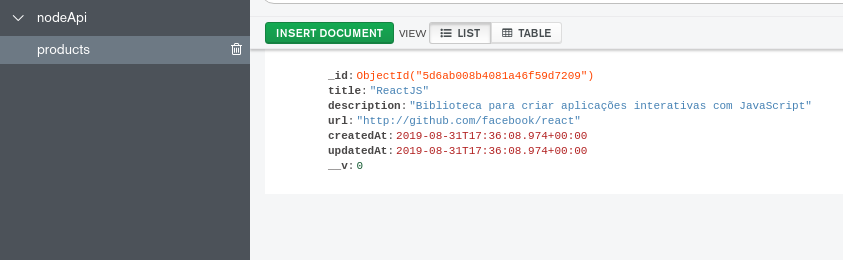 nodeApi
products
INSERT DOCUMENT VIEW LIST TABLE
_id:ObjectId("5d6ab008b4081a46f59d7209")
title:"ReactJS"
description:"Biblioteca para criar aplicações interativas com JavaScript"
url:"http://github.com/facebook/react"
createdAt:2019-08-31T17:36:08.974+00:00
updatedAt:2019-08-31T17:36:08.974+00:00
__v:0